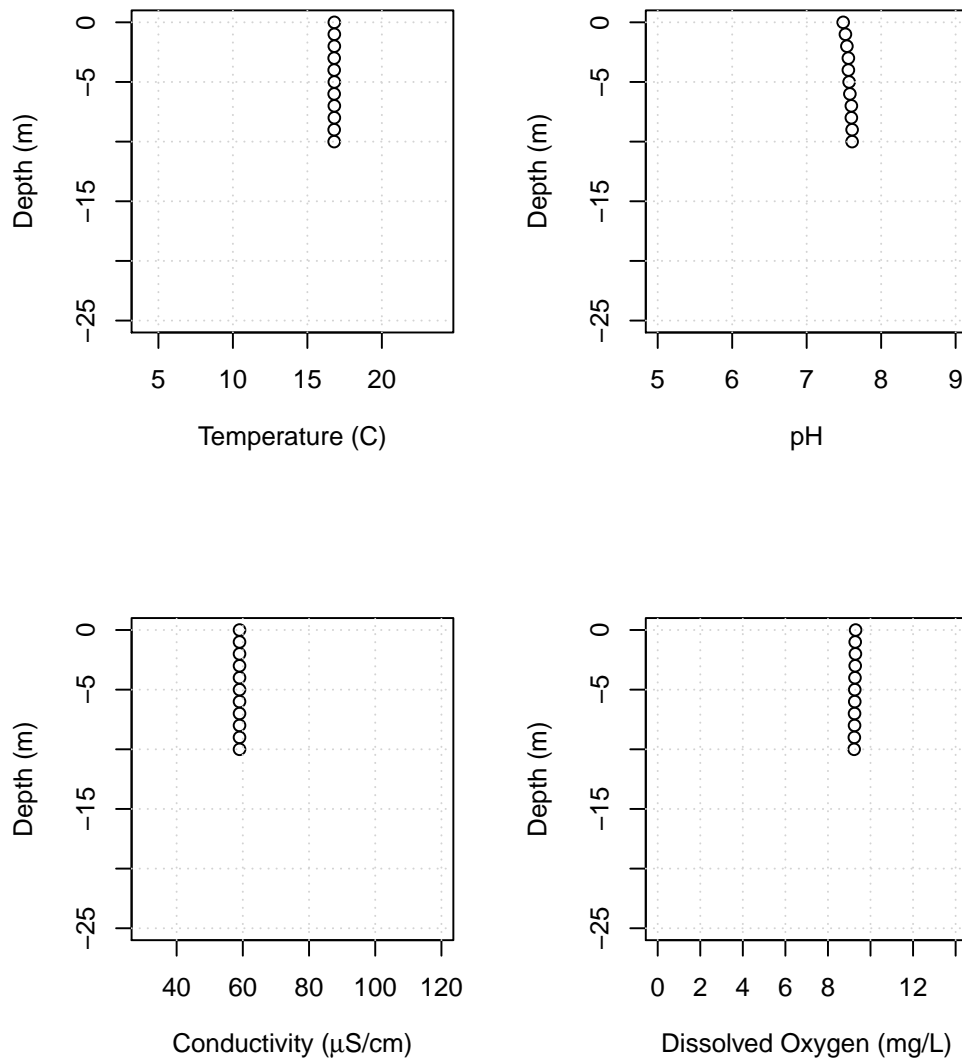 0
−5
−15
−25
Depth (m)
5 10 15 20
Temperature (C)
0
−5
−15
−25
Depth (m)
5 6 7 8 9
pH
0
−5
−15
−25
Depth (m)
40 60 80 100 120
Conductivity (μS/cm)
0
−5
−15
−25
Depth (m)
0 2 4 6 8 12
Dissolved Oxygen (mg/L)